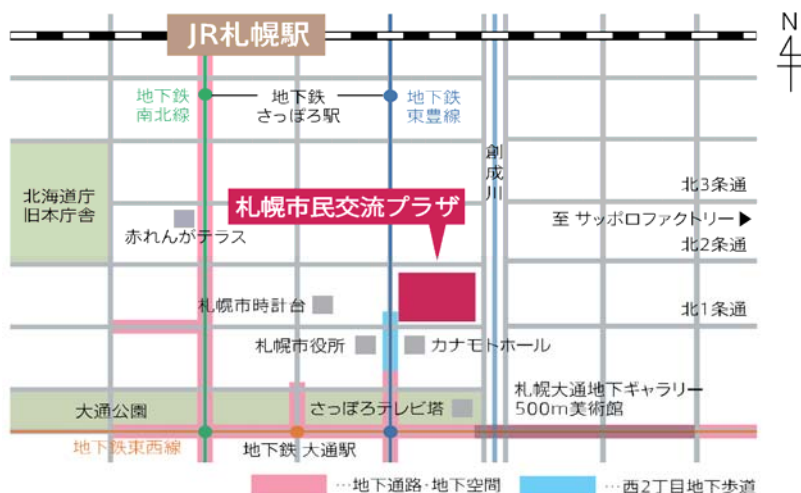 JR札幌駅
N
地下鉄
南北線
地下鉄
さっぽろ駅
地下鉄
東豊線
創成川
北海道庁
旧本庁舎
北3条通
札幌市民交流プラザ
至 サッポロファクトリー▶
赤れんがテラス
北2条通
札幌市時計台
北1条通
札幌市役所
カナモトホール
札幌大通地下ギャラリー
500m美術館
大通公園
さっぽろテレビ塔
地下鉄東西線
地下鉄 大通駅
…地下通路・地下空間
…西2丁目地下歩道